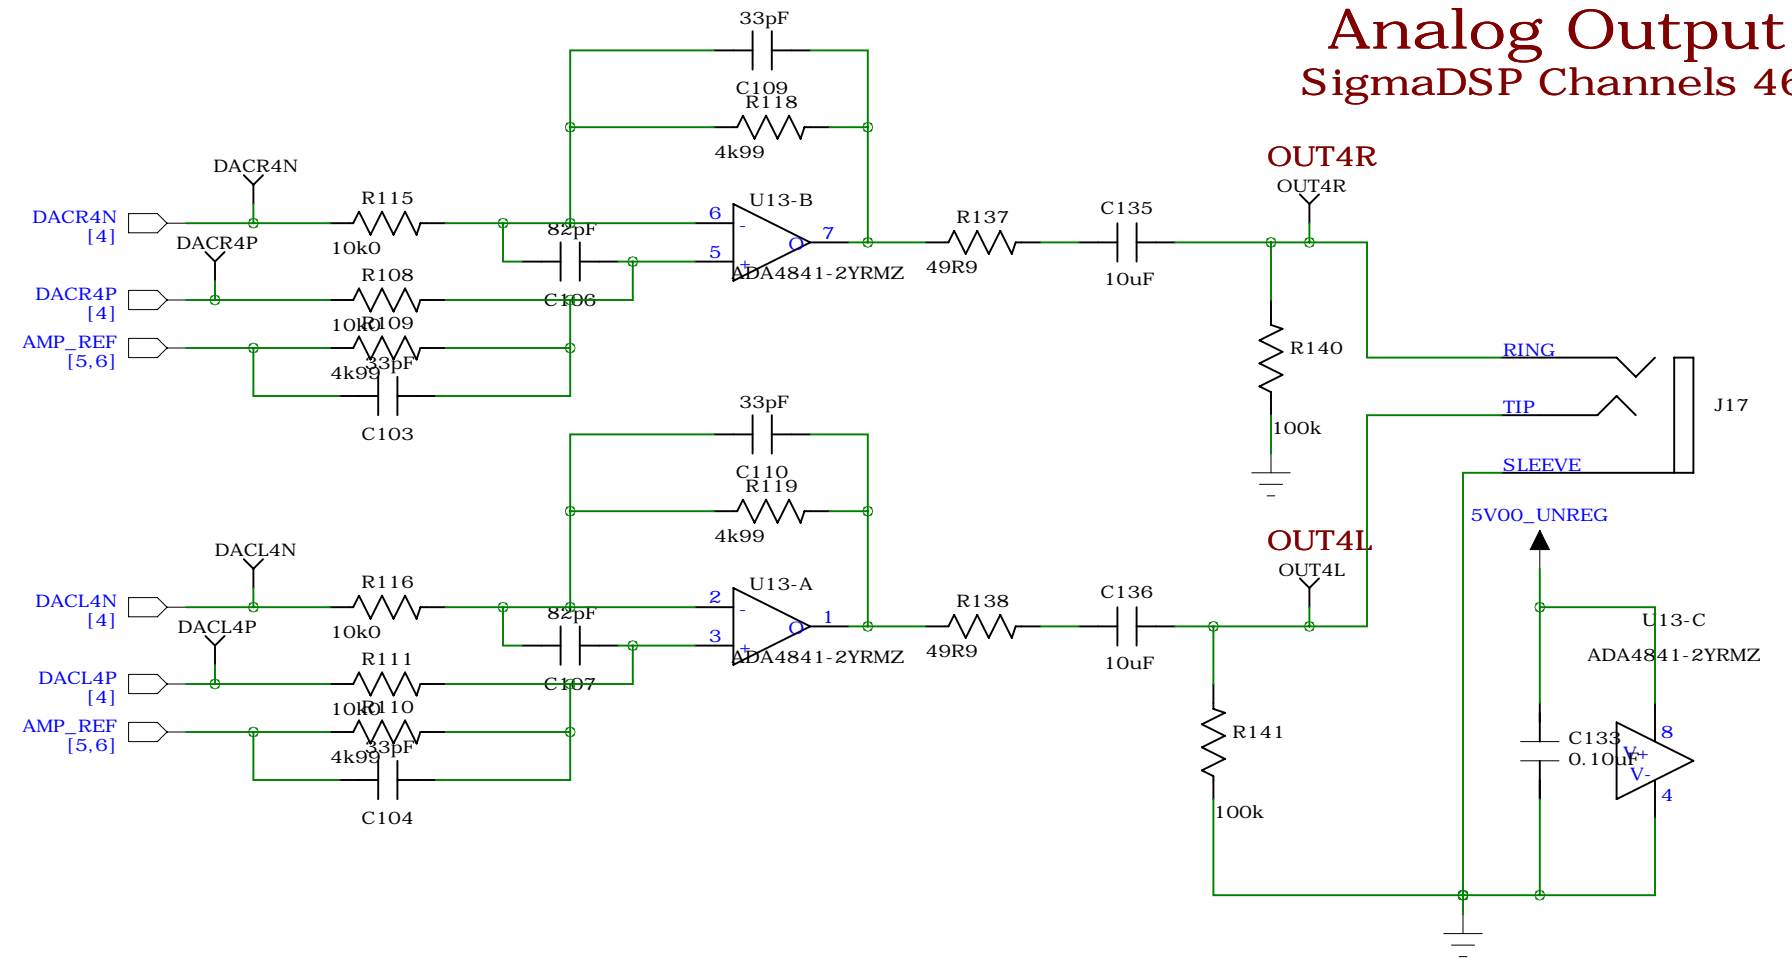 Analog Output
SigmaDSP Channels 46
33pF
C109
R118
4k99
DACR4N
DACR4N
[4]
R115
10k0
DACR4P
DACR4P
[4]
R108
10k0
AMP_REF
[5,6]
R109
4k99
33pF
C103
82pF
C106
U13-B
6
-
5
+
O
7
ADA4841-2YRMZ
R137
49R9
C135
10uF
OUT4R
OUT4R
R140
100k
RING
TIP
SLEEVE
J17
33pF
C110
R119
4k99
DACL4N
DACL4N
[4]
R116
10k0
DACL4P
DACL4P
[4]
R111
10k0
AMP_REF
[5,6]
R110
4k99
33pF
C104
82pF
C107
U13-A
2
-
3
+
O
1
ADA4841-2YRMZ
R138
49R9
C136
10uF
OUT4L
OUT4L
R141
100k
5V00_UNREG
U13-C
ADA4841-2YRMZ
C133
0.10uF
8
V+
V-
4